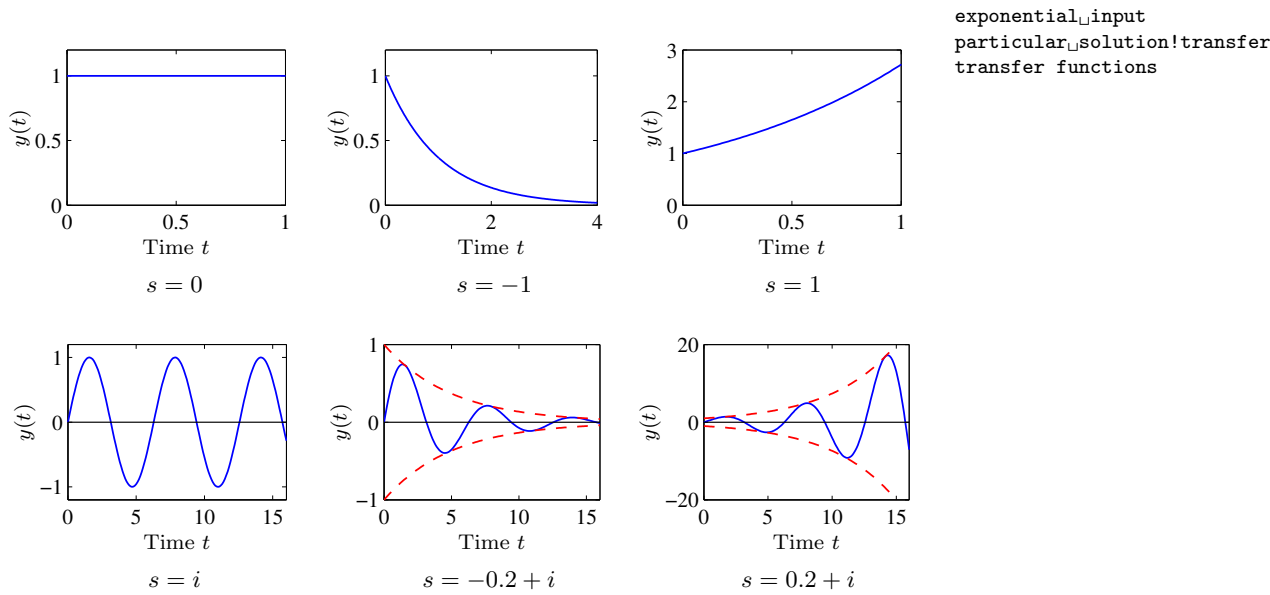 exponential␣input
particular␣solution!transfer
transfer functions
1
0.5
0
y(t)
0 0.5 1
Time t
s = 0
1
0.5
0
y(t)
0 2 4
Time t
s = −1
3
2
1
0
y(t)
0 0.5 1
Time t
s = 1
1
0
−1
y(t)
0 5 10 15
Time t
s = i
1
0
−1
y(t)
0 5 10 15
Time t
s = −0.2 + i
20
0
−20
y(t)
0 5 10 15
Time t
s = 0.2 + i